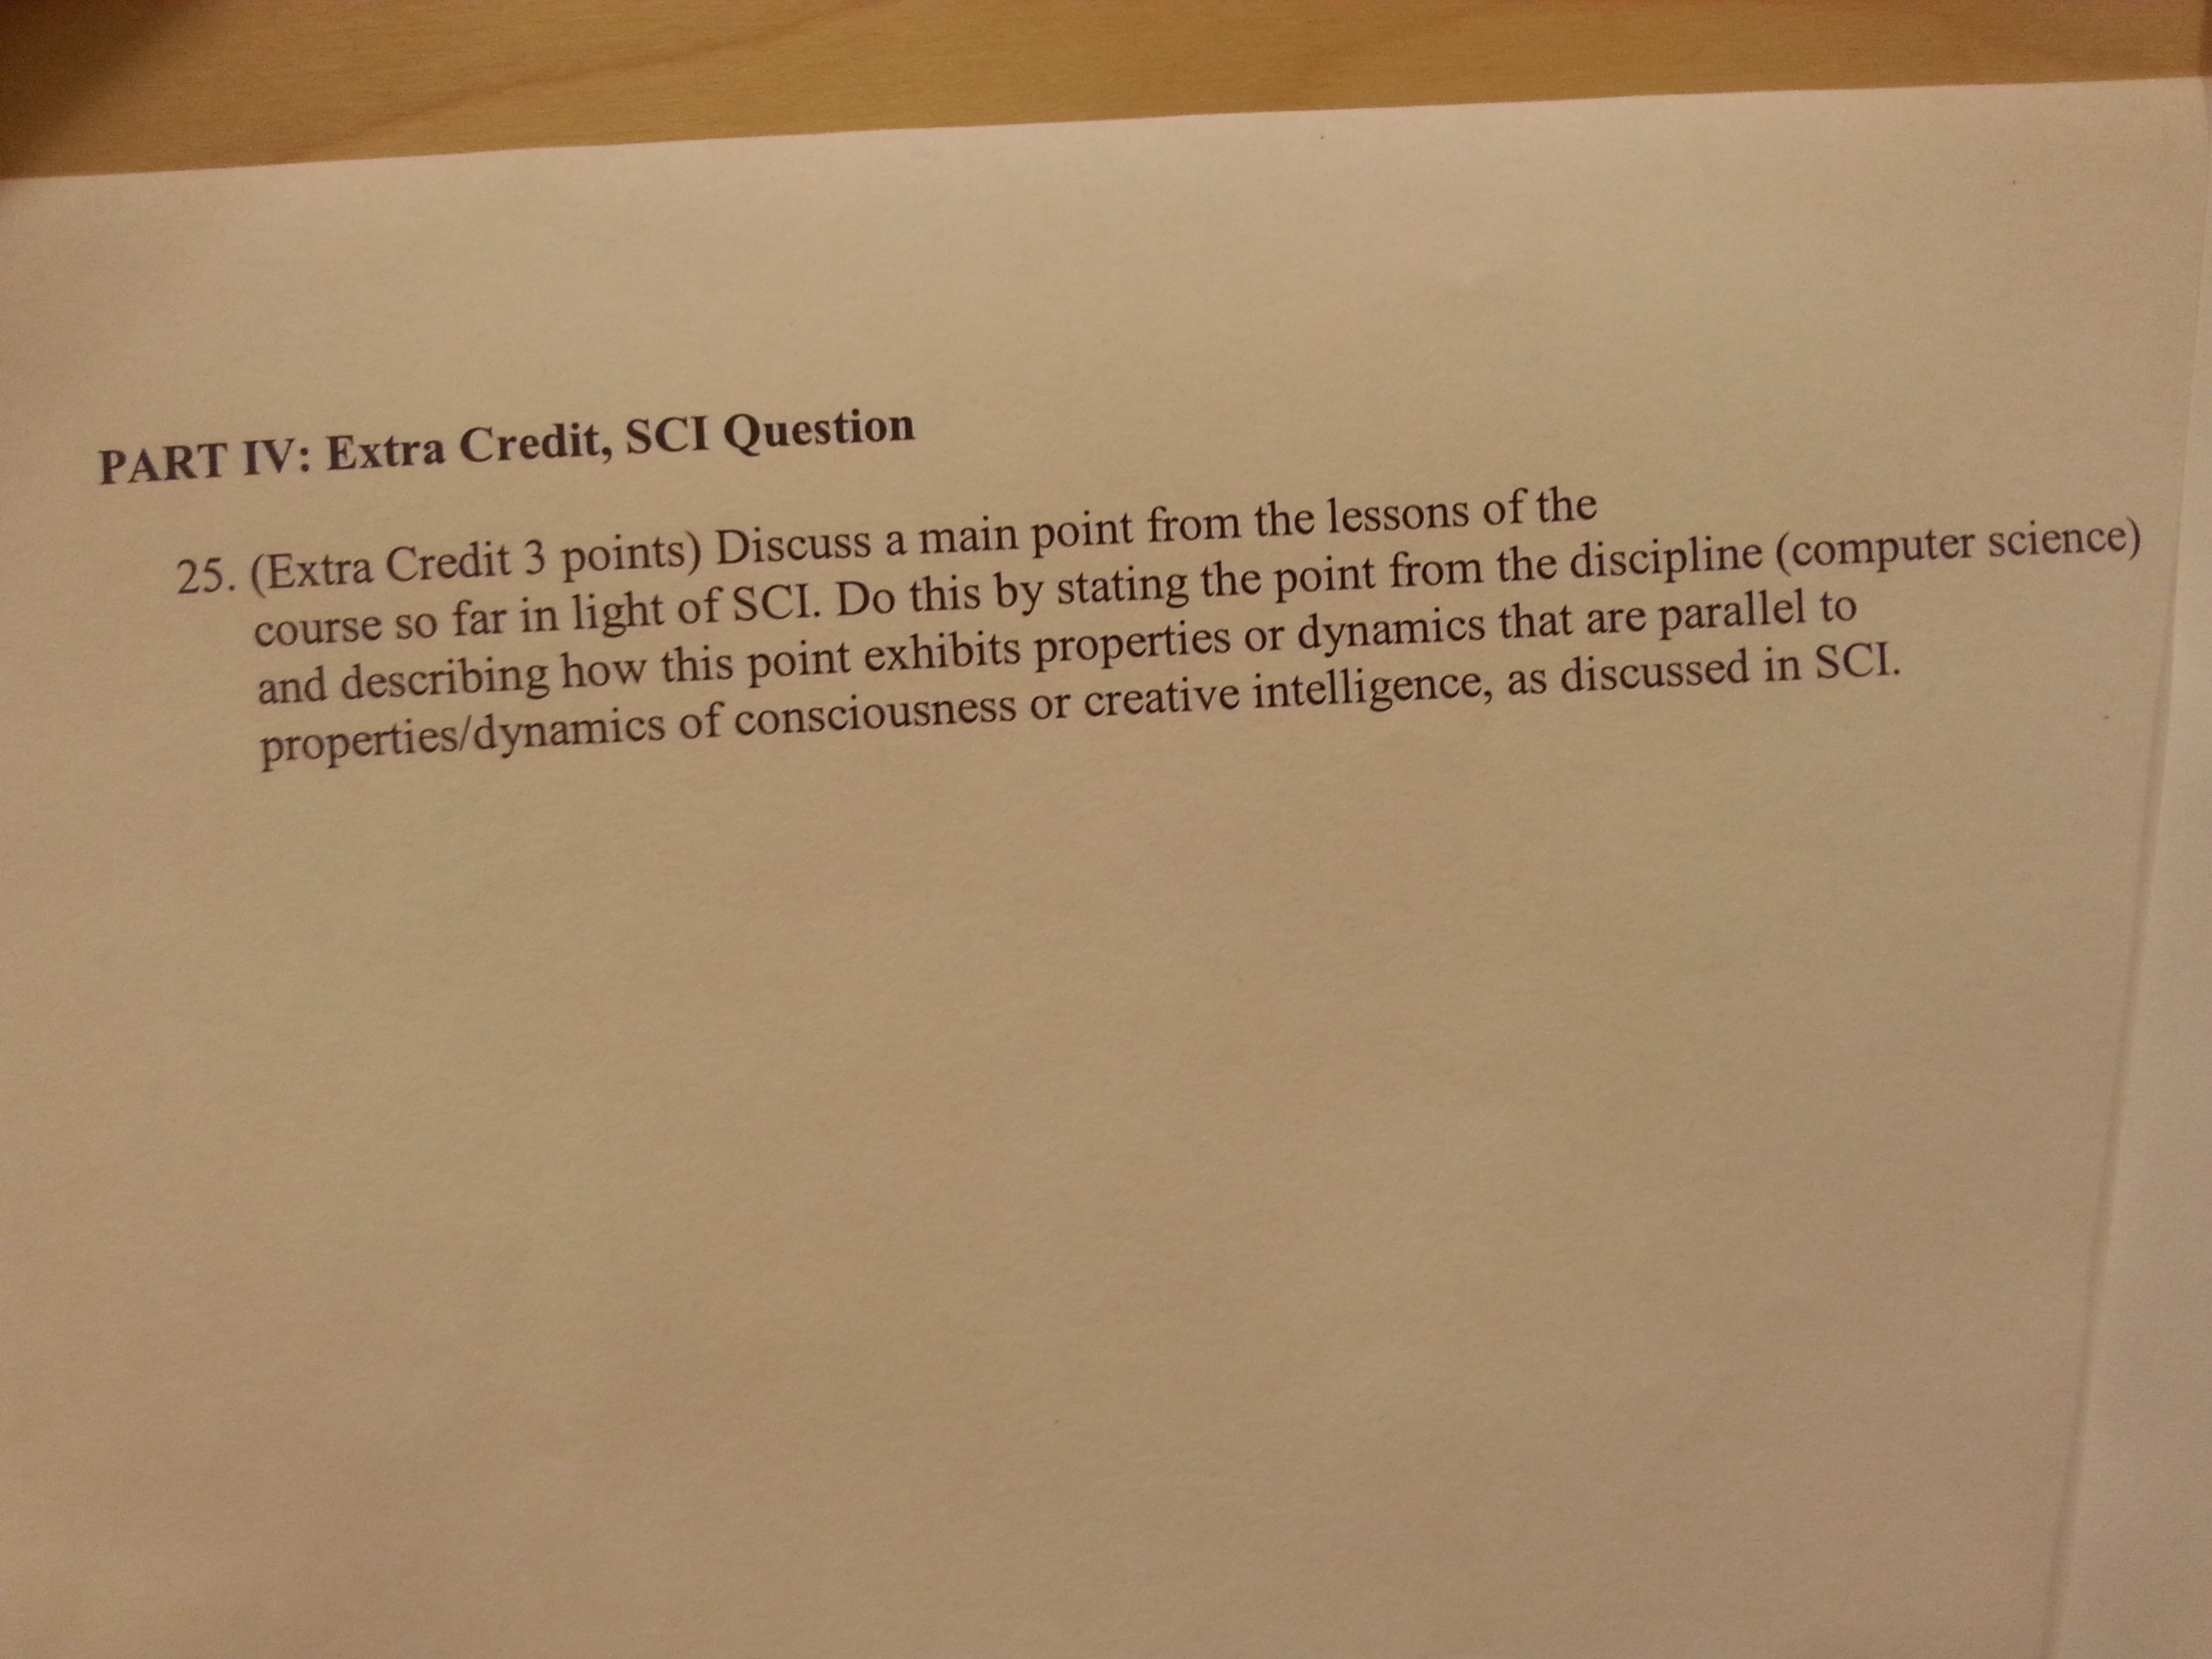 PART IV: Extra Credit, SCI Question
25. (Extra Credit 3 points) Discuss a main point from the lessons of the
course so far in light of SCI. Do this by stating the point from the discipline (computer science)
and describing how this point exhibits properties or dynamics that are parallel to
properties/dynamics of consciousness or creative intelligence, as discussed in SCI.